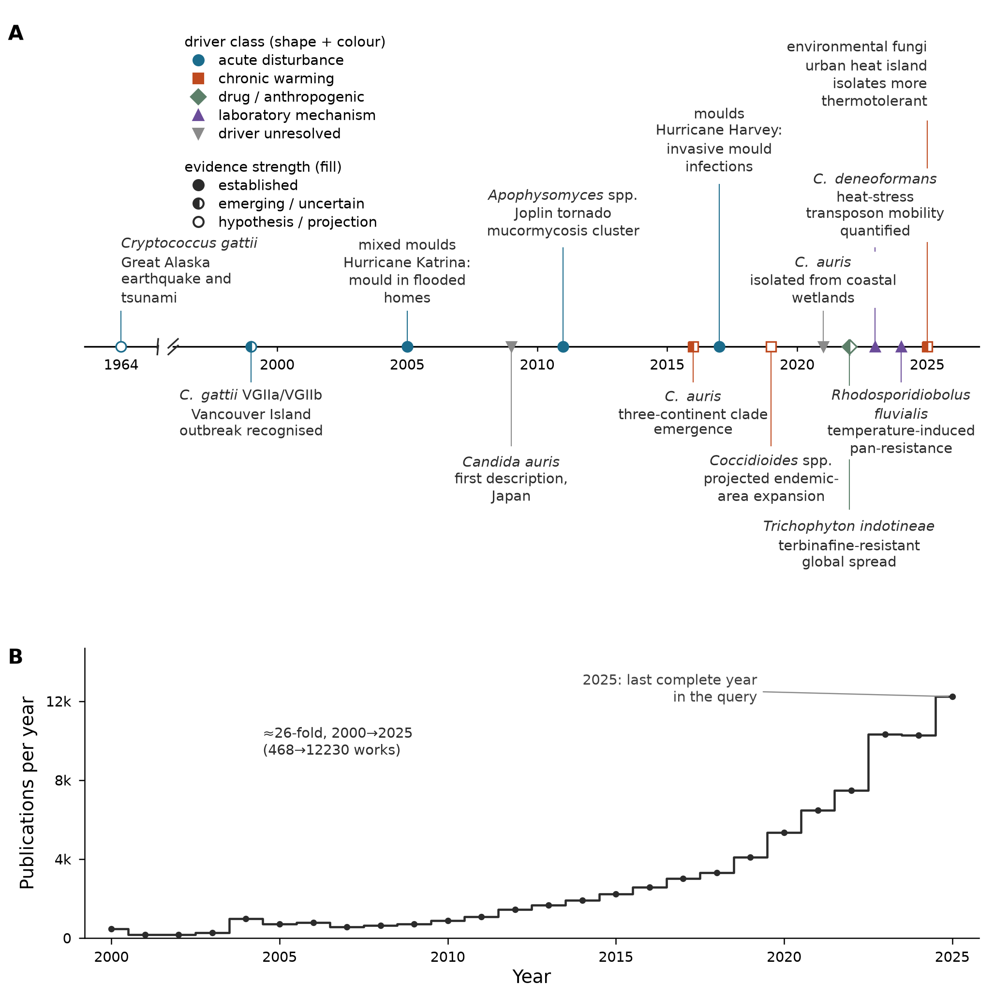 A
driver class (shape + colour)
acute disturbance
chronic warming
drug / anthropogenic
laboratory mechanism
driver unresolved
evidence strength (fill)
established
emerging / uncertain
hypothesis / projection
Cryptococcus gattii
Great Alaska
earthquake and
tsunami
mixed moulds
Hurricane Katrina:
mould in flooded
homes
Apophysomyces spp.
Joplin tornado
mucormycosis cluster
moulds
Hurricane Harvey:
invasive mould
infections
environmental fungi
urban heat island
isolates more
thermotolerant
C. deneoformans
heat-stress
transposon mobility
quantified
C. auris
isolated from coastal
wetlands
1964
2000
2005
2010
2015
2020
2025
C. gattii VGIIa/VGIIb
Vancouver Island
outbreak recognised
Candida auris
first description,
Japan
C. auris
three-continent clade
emergence
Coccidioides spp.
projected endemic-
area expansion
Rhodosporidiobolus
fluvialis
temperature-induced
pan-resistance
Trichophyton indotineae
terbinafine-resistant
global spread
B
Publications per year
12k
8k
4k
0
≈26-fold, 2000→2025
(468→12230 works)
2025: last complete year
in the query
2000
2005
2010
2015
2020
2025
Year